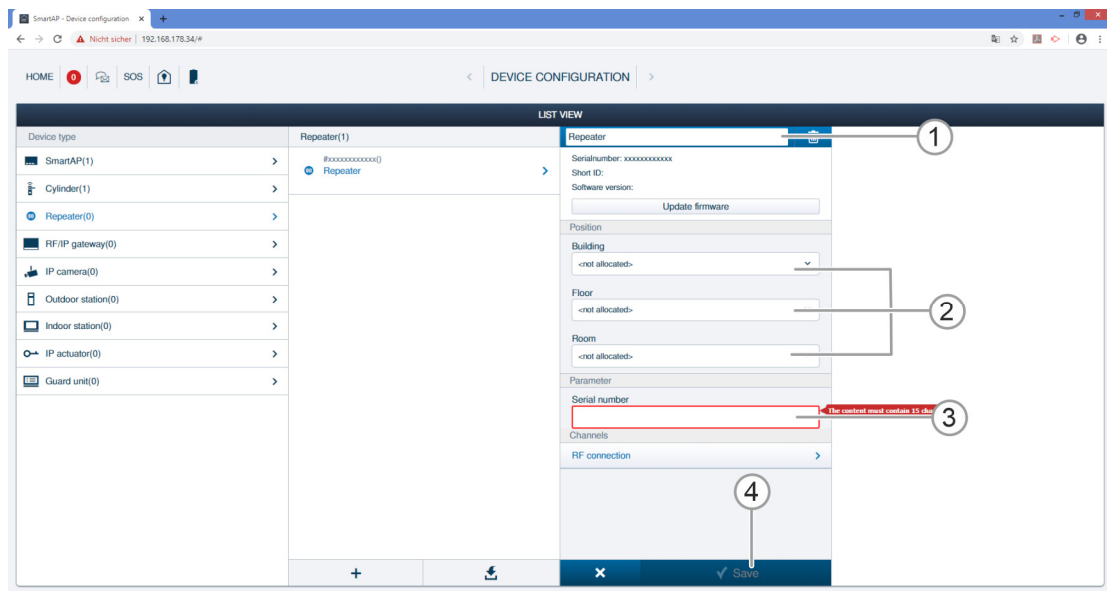 SmartAP - Device configuration
Nicht sicher | 192.168.178.34/#
HOME 0 SOS
DEVICE CONFIGURATION
LIST VIEW
Device type
SmartAP(1)
Cylinder(1)
Repeater(0)
RF/IP gateway(0)
IP camera(0)
Outdoor station(0)
Indoor station(0)
IP actuator(0)
Guard unit(0)
Repeater(1)
#xxxxxxxxxxxx()
Repeater
Repeater
1
Serialnumber: xxxxxxxxxxxx
Short ID:
Software version:
Update firmware
Position
Building
<not allocated>
Floor
<not allocated>
2
Room
<not allocated>
Parameter
Serial number
The content must contain 15
3
Channels
RF connection
4
Save